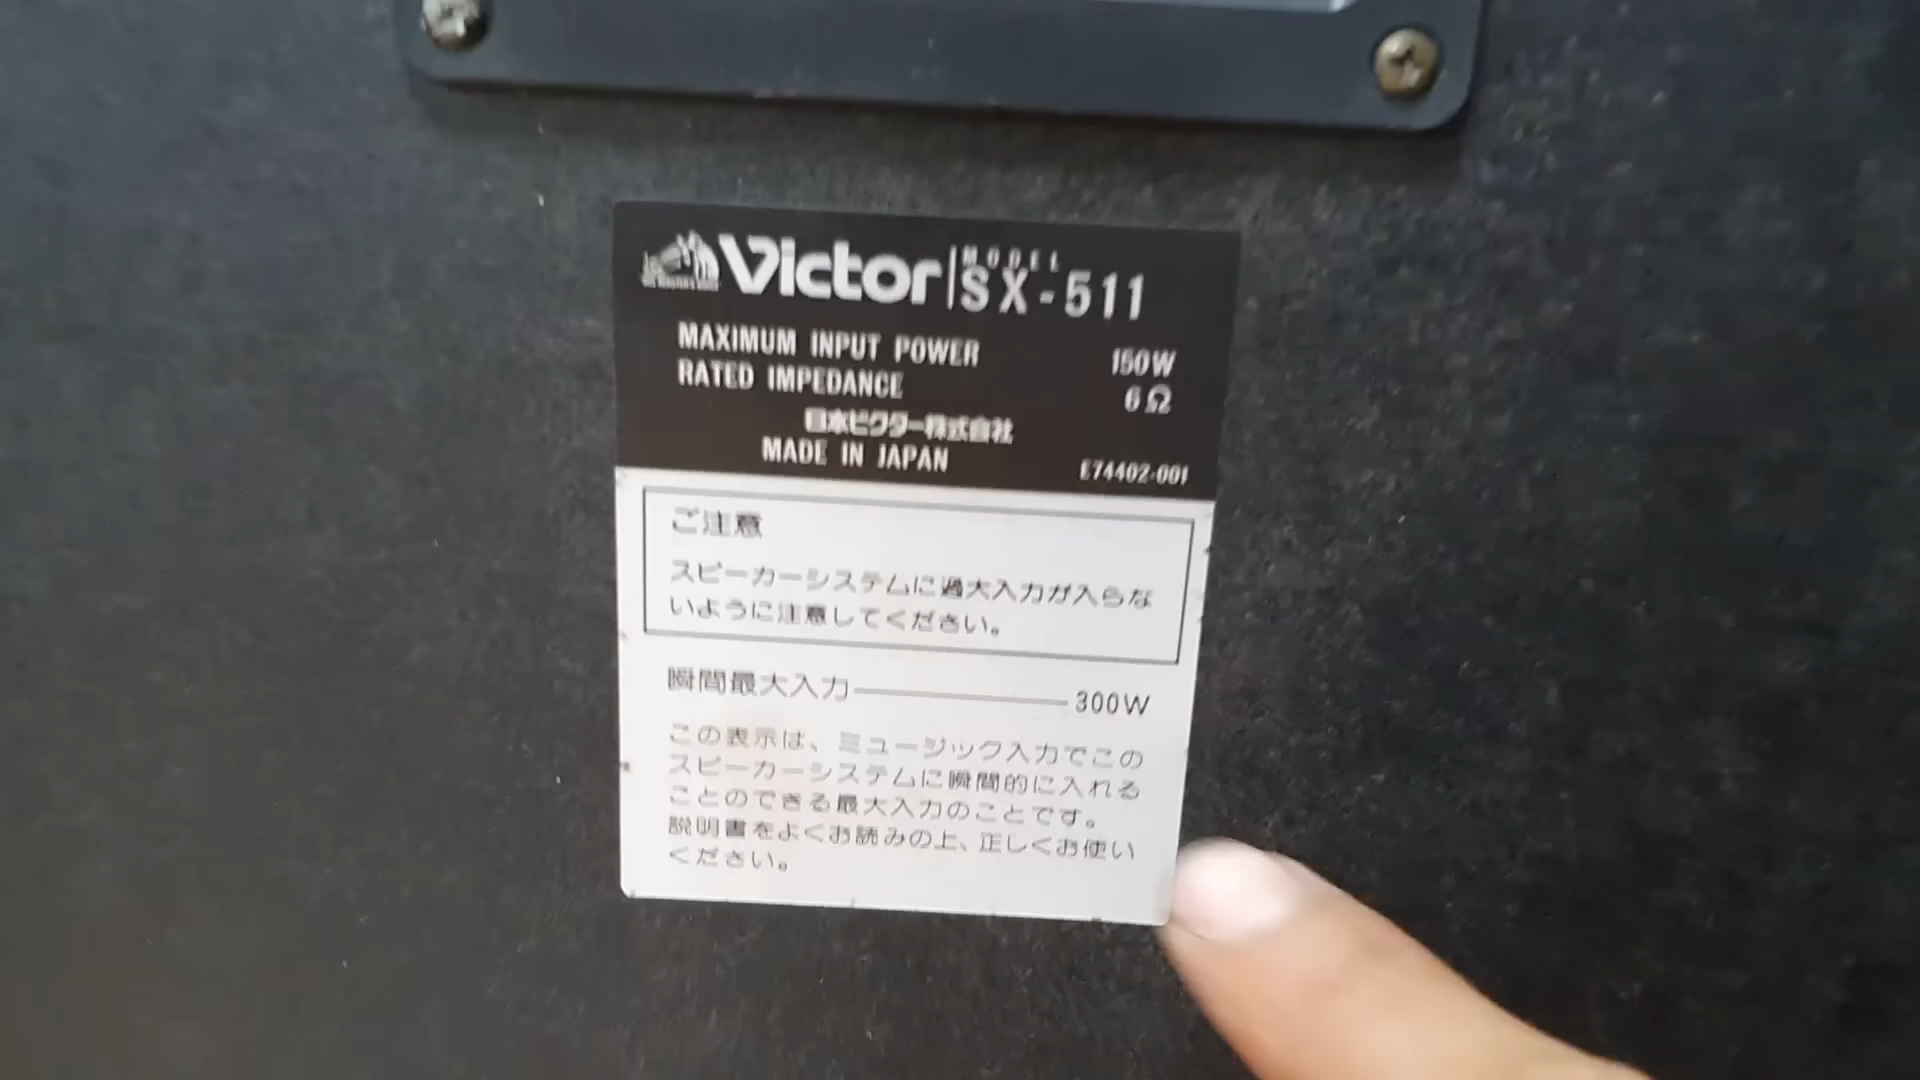 Victor MODEL SX-511
MAXIMUM INPUT POWER 150W
RATED IMPEDANCE 6Ω
日本ビクター株式会社
MADE IN JAPAN
E74402-001
ご注意
スピーカーシステムに過大入力が入らな
いように注意してください。
瞬間最大入力 300W
この表示は、ミュージック入力でこの
スピーカーシステムに瞬間的に入れる
ことのできる最大入力のことです。
説明書をよくお読みの上、正しくお使い
ください。